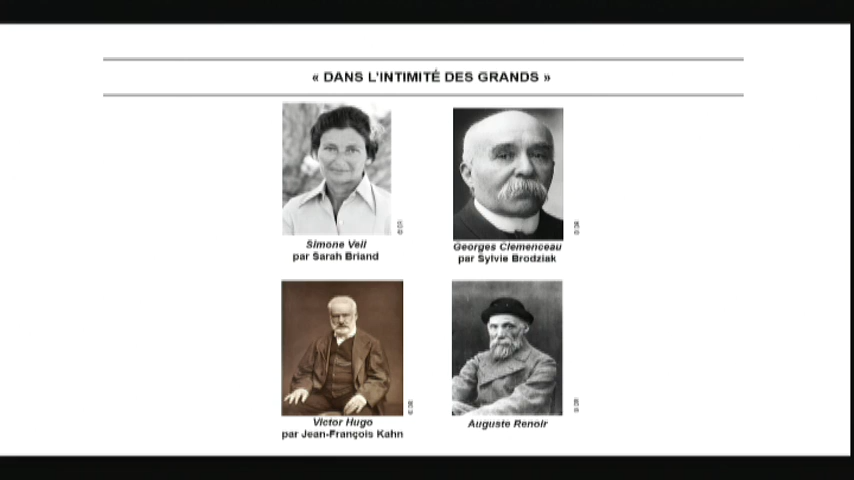 « DANS L'INTIMITÉ DES GRANDS »
Simone Veil
par Sarah Briand
Georges Clemenceau
par Sylvie Brodziak
Victor Hugo
par Jean-François Kahn
Auguste Renoir